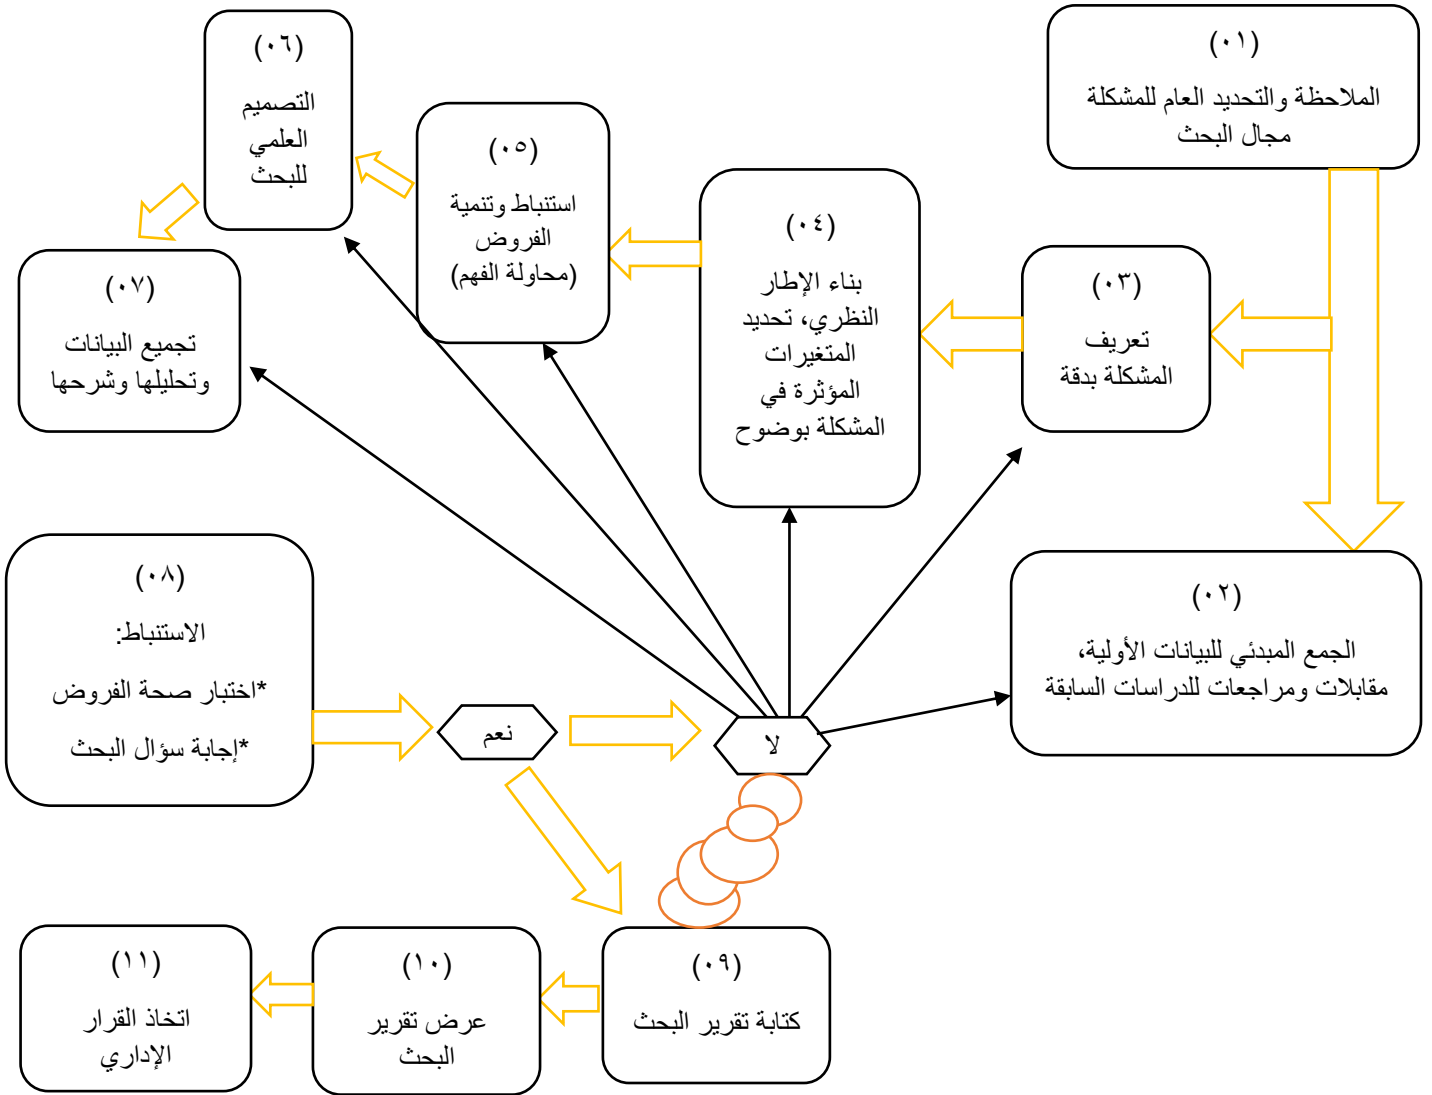 (٠١)
الملاحظة والتحديد العام للمشكلة
مجال البحث
(٠٢)
الجمع المبدئي للبيانات الأولية،
مقابلات ومراجعات للدراسات السابقة
(٠٣)
تعريف
المشكلة بدقة
(٠٤)
بناء الإطار
النظري، تحديد
المتغيرات
المؤثرة في
المشكلة بوضوح
(٠٥)
استنباط وتنمية
الفروض
(محاولة الفهم)
(٠٦)
التصميم
العلمي
للبحث
(٠٧)
تجميع البيانات
وتحليلها وشرحها
(٠٨)
الاستنباط:
*اختبار صحة الفروض
*إجابة سؤال البحث
نعم
لا
(٠٩)
كتابة تقرير البحث
(١٠)
عرض تقرير
البحث
(١١)
اتخاذ القرار
الإداري